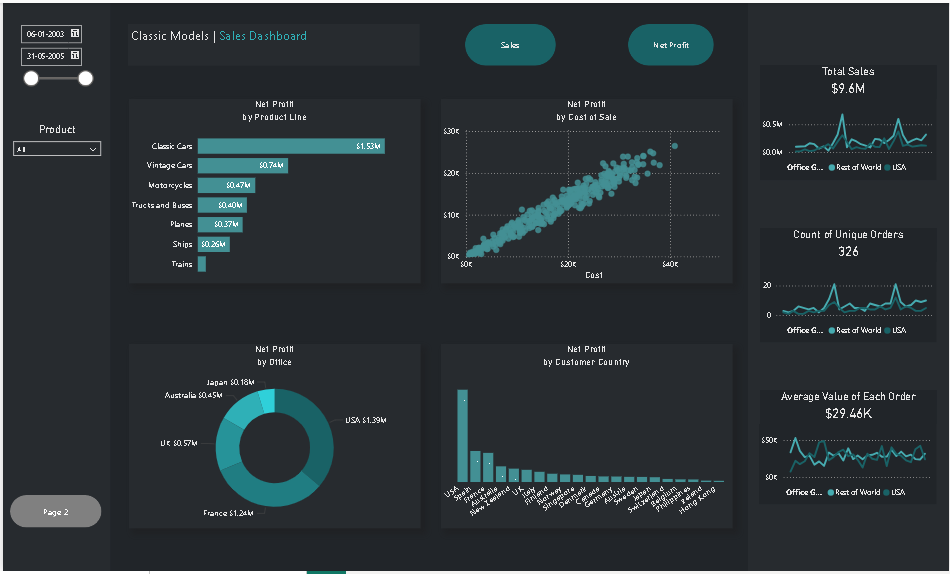 06-01-2003
31-05-2005
Product
All
Page 2
Classic Models | Sales Dashboard
Sales
Net Profit
Net Profit
by Product Line
Classic Cars
$1.53M
Vintage Cars
$0.74M
Motorcycles
$0.47M
Trucks and Buses
$0.40M
Planes
$0.37M
Ships
$0.26M
Trains
Net Profit
by Cost of Sale
$30K
$20K
$10K
$0K
$0K
$20K
$40K
Cost
Net Profit
by Office
Japan $0.18M
Australia $0.45M
USA $1.39M
UK $0.57M
France $1.24M
Net Profit
by Customer Country
USA
Spain
France
Australia
New Zealand
UK
Italy
Finland
Norway
Singapore
Denmark
Canada
Germany
Austria
Sweden
Japan
Switzerland
Belgium
Philippines
Ireland
Hong Kong
Total Sales
$9.6M
$0.5M
$0.0M
Office G... Rest of World USA
Count of Unique Orders
326
20
0
Office G... Rest of World USA
Average Value of Each Order
$29.46K
$50K
$0K
Office G... Rest of World USA